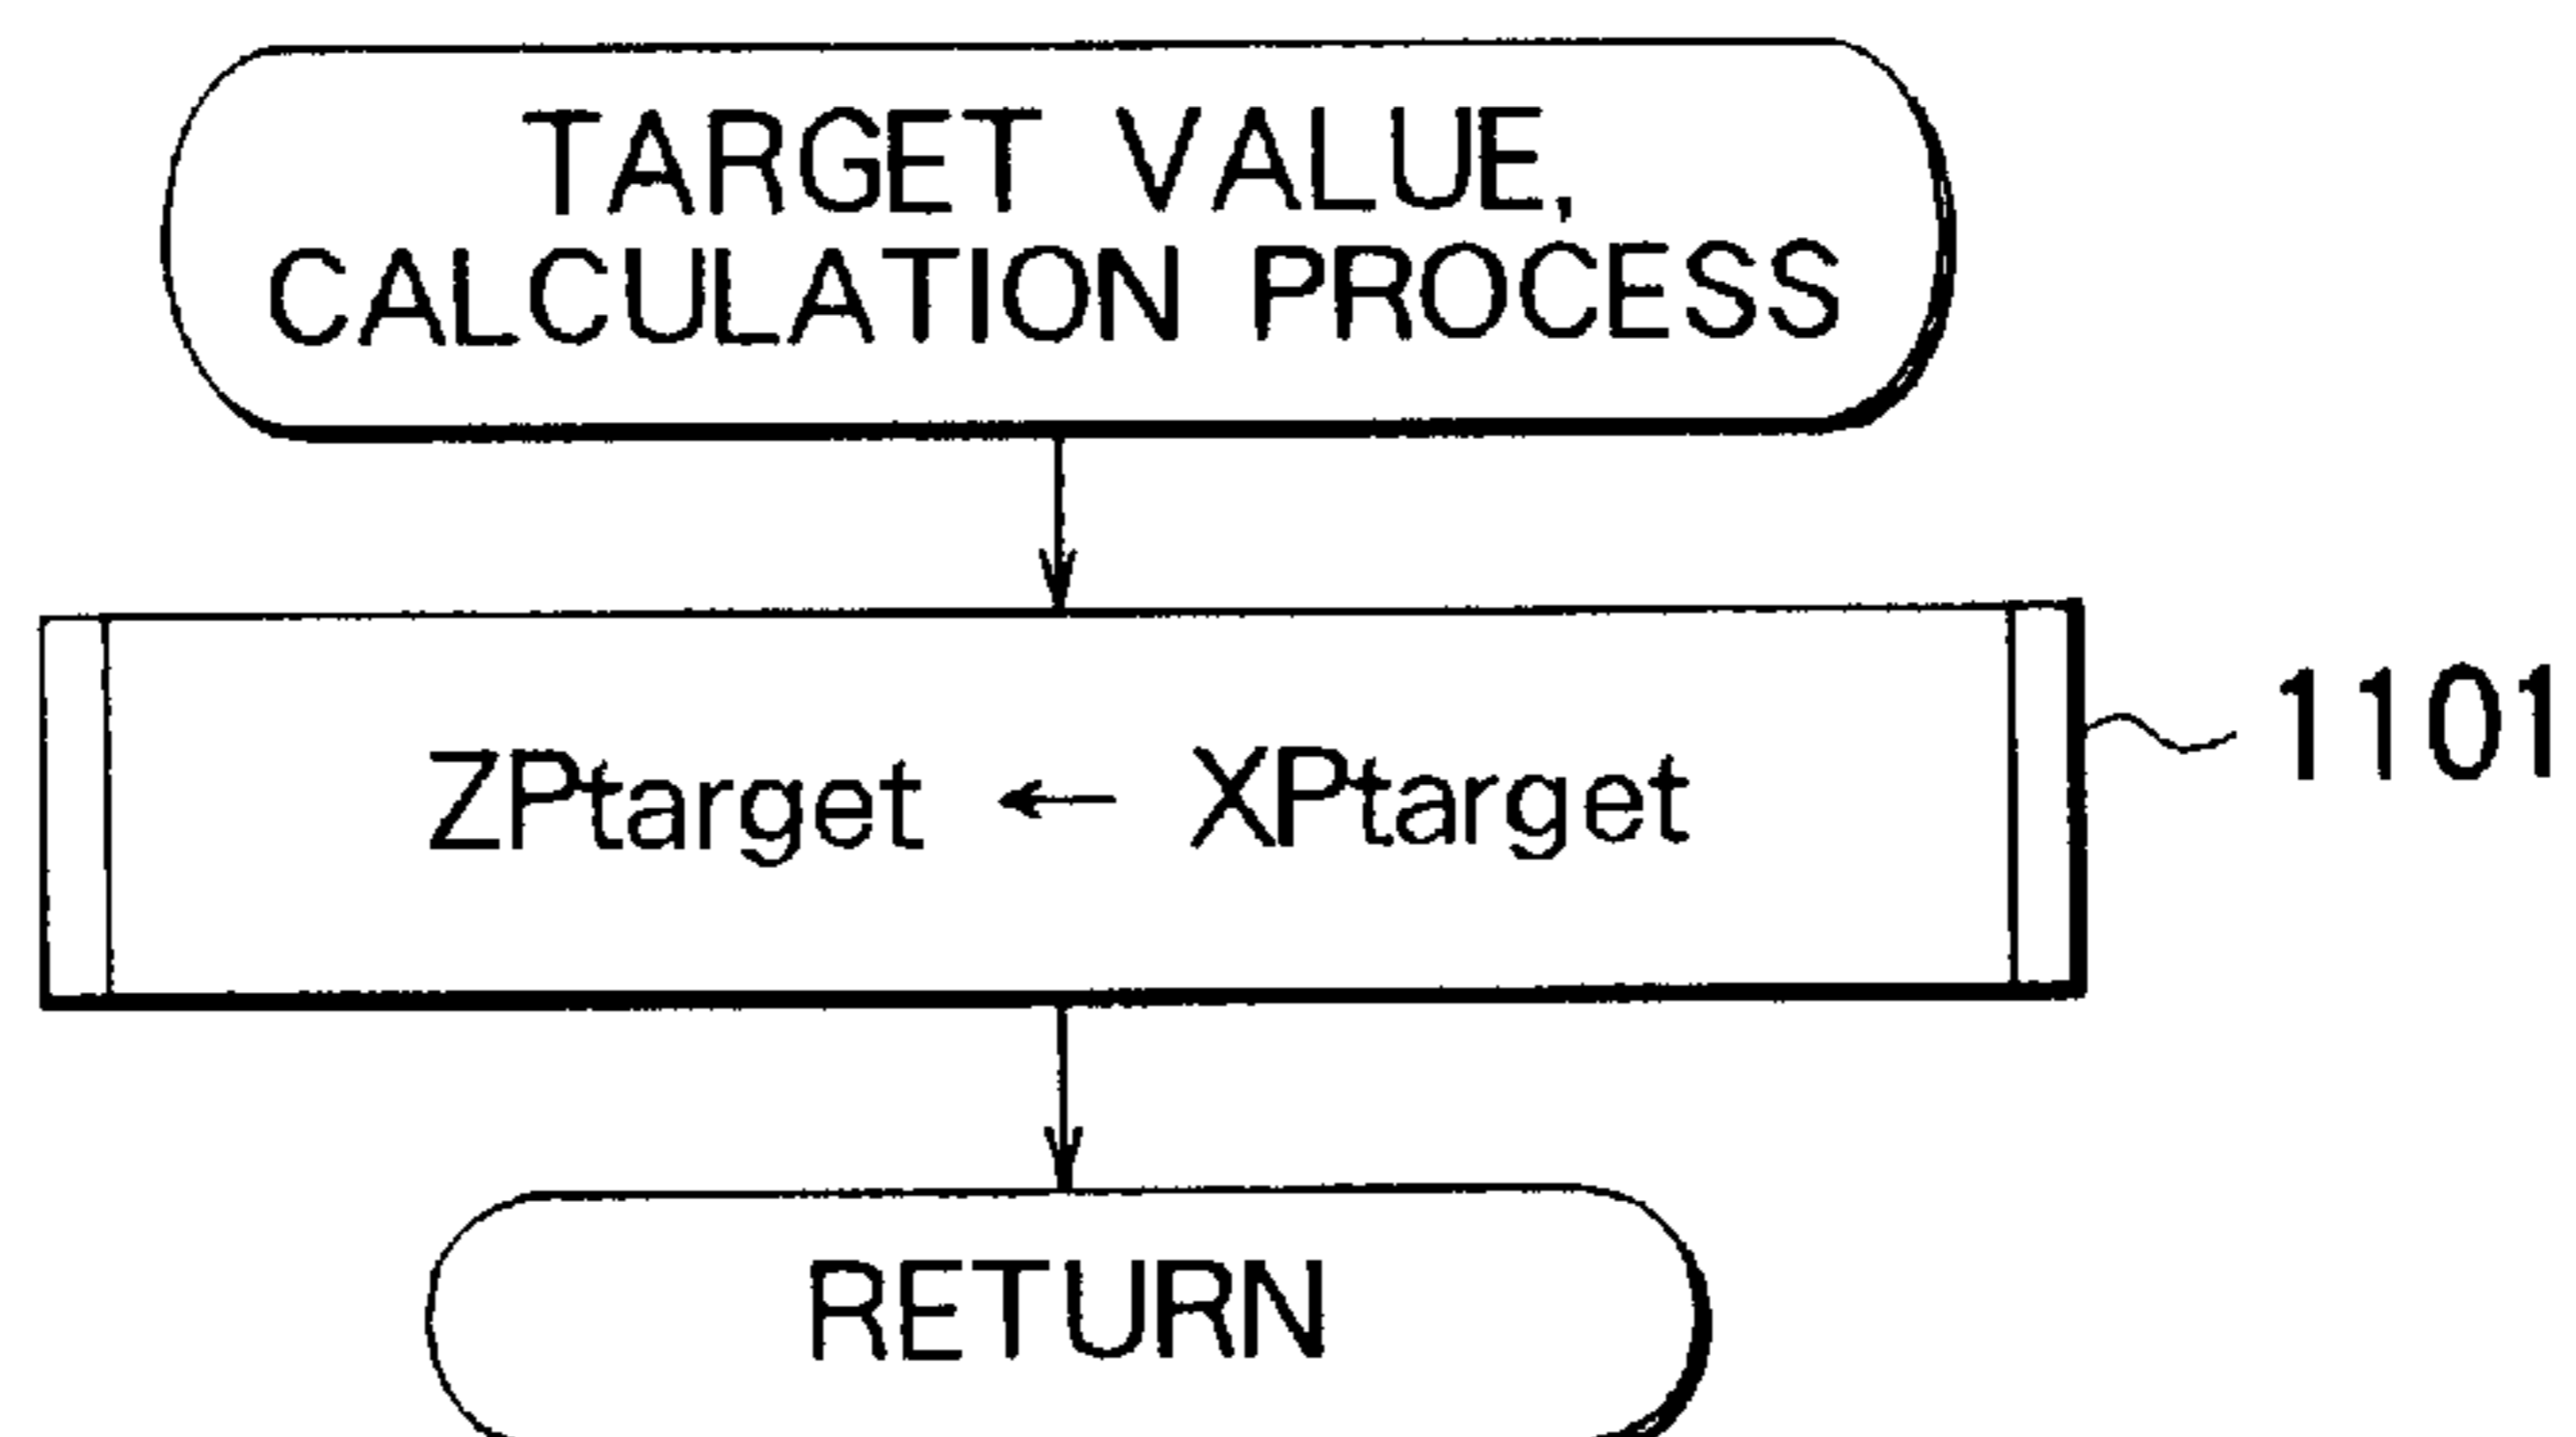 TARGET VALUE,
CALCULATION PROCESS
ZPtarget ← XPtarget
1101
RETURN